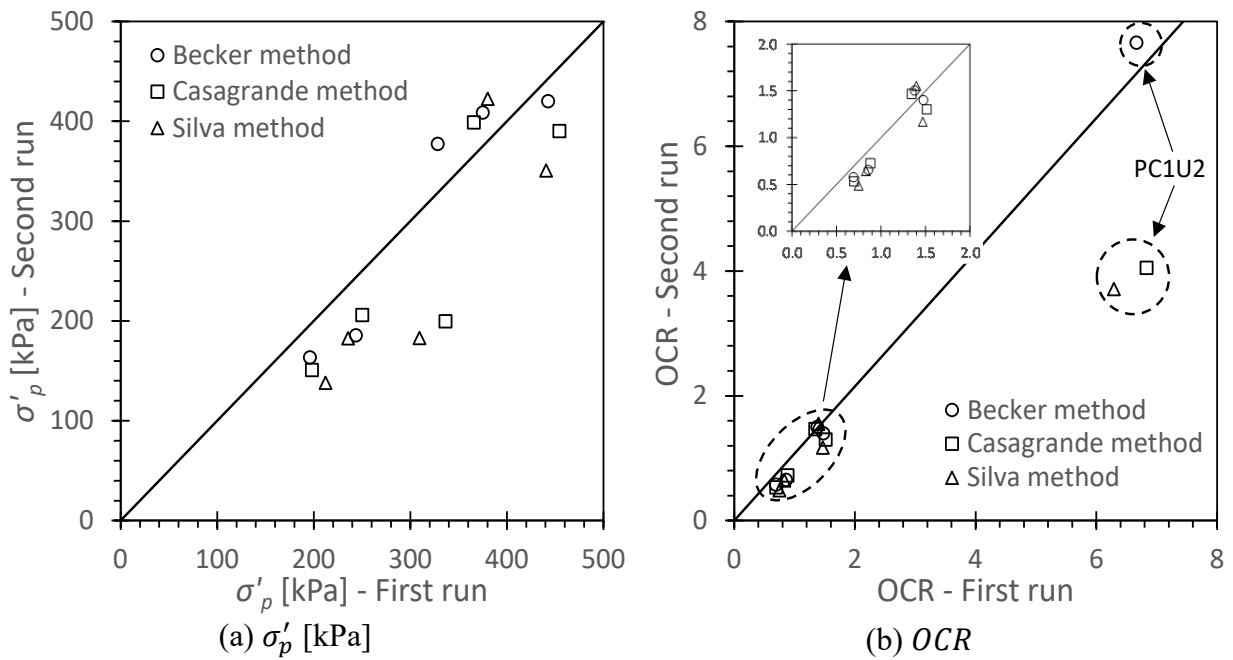 500
400
300
200
100
0
σ'p [kPa] - Second run
Becker method
Casagrande method
Silva method
0 100 200 300 400 500
σ'p [kPa] - First run
(a) σ'p [kPa]
8
6
4
2
0
OCR - Second run
2.0
1.5
1.0
0.5
0.0
0.0 0.5 1.0 1.5 2.0
PC1U2
Becker method
Casagrande method
Silva method
0 2 4 6 8
OCR - First run
(b) OCR